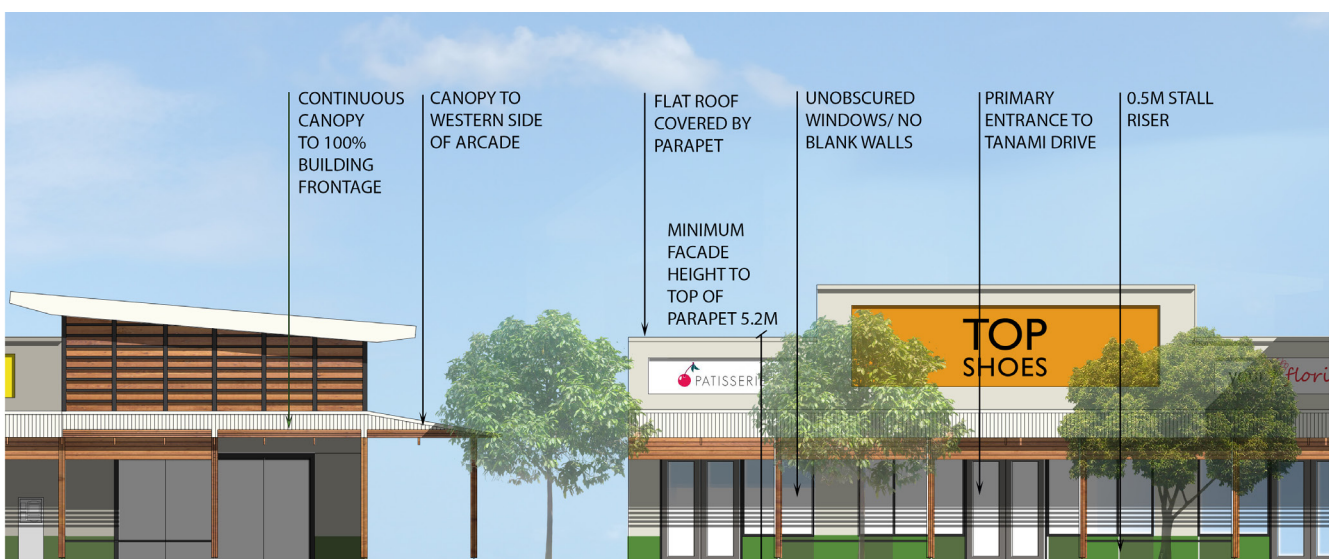 CONTINUOUS
CANOPY
TO 100%
BUILDING
FRONTAGE
CANOPY TO
WESTERN SIDE
OF ARCADE
FLAT ROOF
COVERED BY
PARAPET
UNOBSCURED
WINDOWS/ NO
BLANK WALLS
PRIMARY
ENTRANCE TO
TANAMI DRIVE
0.5M STALL
RISER
MINIMUM
FACADE
HEIGHT TO
TOP OF
PARAPET 5.2M
PATISSERI
TOP
SHOES
your flori